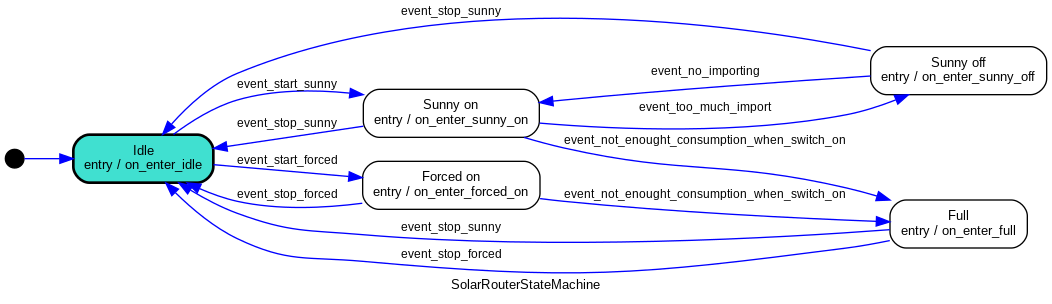 event_stop_sunny
Sunny off
entry / on_enter_sunny_off
event_no_importing
event_start_sunny
Sunny on
entry / on_enter_sunny_on
event_too_much_import
event_stop_sunny
event_not_enought_consumption_when_switch_on
Idle
entry / on_enter_idle
event_start_forced
Forced on
entry / on_enter_forced_on
event_stop_forced
event_not_enought_consumption_when_switch_on
Full
entry / on_enter_full
event_stop_sunny
event_stop_forced
SolarRouterStateMachine